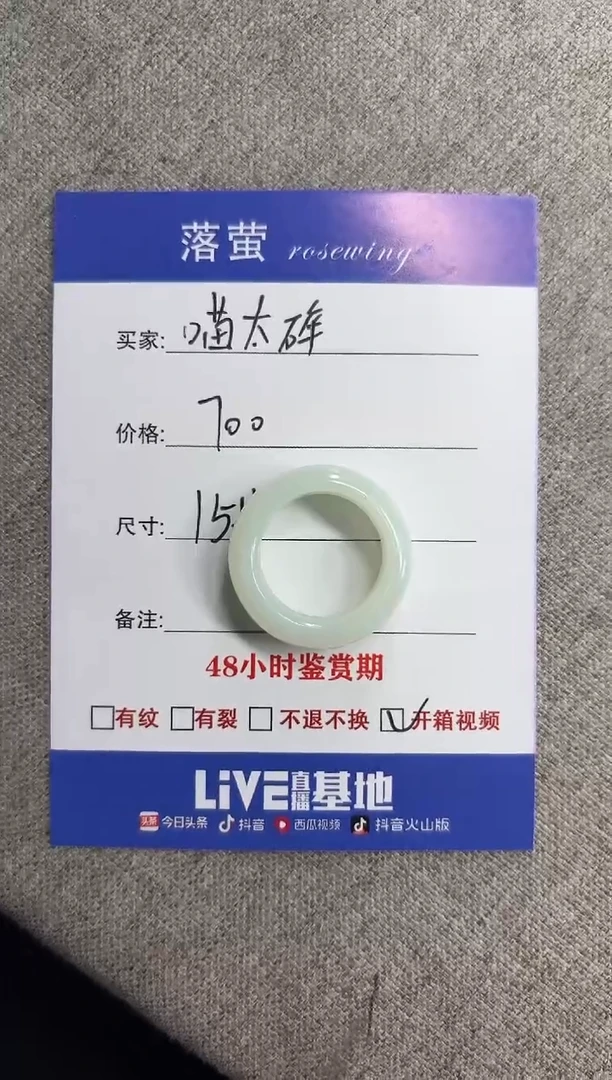 落萤 rosewing
买家: 喵太碎
价格: 700
尺寸: 15
备注:
48小时鉴赏期
有纹 有裂 不退不换 开箱视频
LiVE直播基地
头条 今日头条 抖音 西瓜视频 抖音火山版